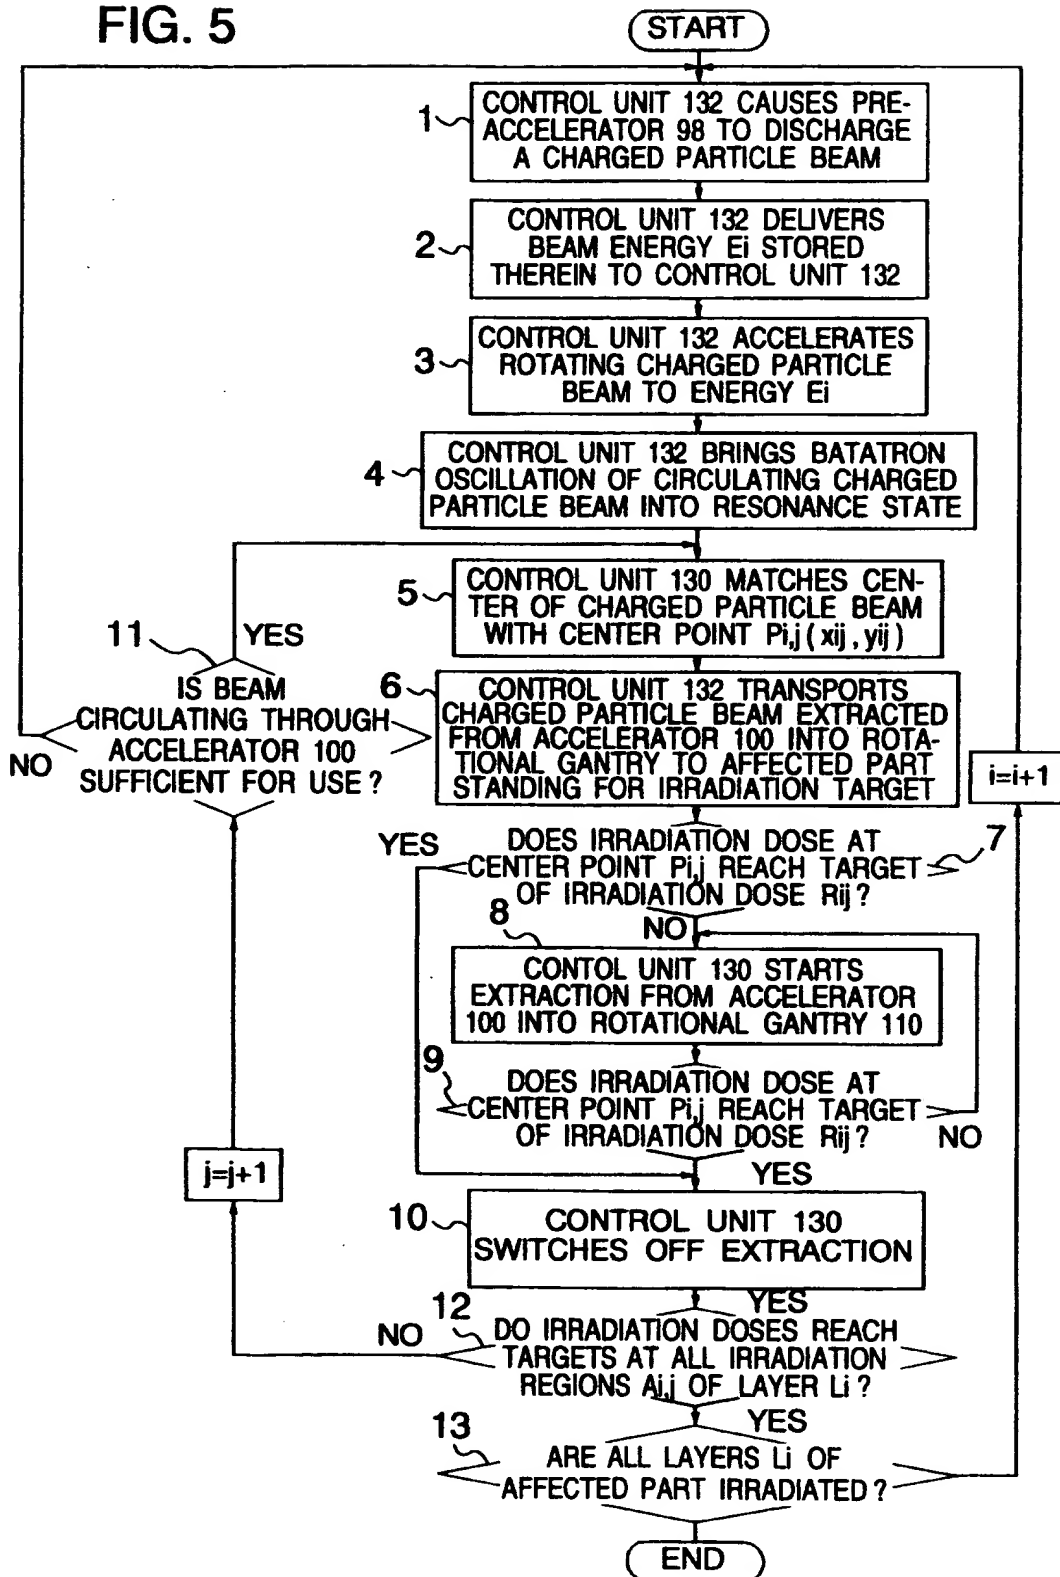 FIG. 5
START
1
CONTROL UNIT 132 CAUSES PRE-
ACCELERATOR 98 TO DISCHARGE
A CHARGED PARTICLE BEAM
2
CONTROL UNIT 132 DELIVERS
BEAM ENERGY Ei STORED
THEREIN TO CONTROL UNIT 132
3
CONTROL UNIT 132 ACCELERATES
ROTATING CHARGED PARTICLE
BEAM TO ENERGY Ei
4
CONTROL UNIT 132 BRINGS BATATRON
OSCILLATION OF CIRCULATING CHARGED
PARTICLE BEAM INTO RESONANCE STATE
5
CONTROL UNIT 130 MATCHES CEN-
TER OF CHARGED PARTICLE BEAM
WITH CENTER POINT Pi,j (xij, yij)
11
YES
IS BEAM
CIRCULATING THROUGH
ACCELERATOR 100
SUFFICIENT FOR USE?
NO
6
CONTROL UNIT 132 TRANSPORTS
CHARGED PARTICLE BEAM EXTRACTED
FROM ACCELERATOR 100 INTO ROTA-
TIONAL GANTRY TO AFFECTED PART
STANDING FOR IRRADIATION TARGET
i=i+1
7
DOES IRRADIATION DOSE AT
CENTER POINT Pi,j REACH TARGET
OF IRRADIATION DOSE Rij?
YES
NO
8
CONTOL UNIT 130 STARTS
EXTRACTION FROM ACCELERATOR
100 INTO ROTATIONAL GANTRY 110
9
DOES IRRADIATION DOSE AT
CENTER POINT Pi,j REACH TARGET
OF IRRADIATION DOSE Rij?
NO
YES
j=j+1
10
CONTROL UNIT 130
SWITCHES OFF EXTRACTION
YES
12
NO
DO IRRADIATION DOSES REACH
TARGETS AT ALL IRRADIATION
REGIONS Ai,j OF LAYER Li?
YES
13
ARE ALL LAYERS Li OF
AFFECTED PART IRRADIATED?
END